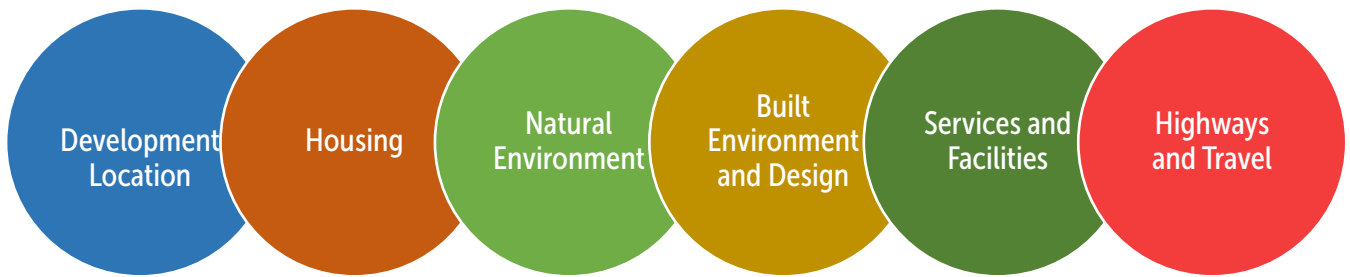 Development
Location
Housing
Natural
Environment
Built
Environment
and Design
Services and
Facilities
Highways
and Travel